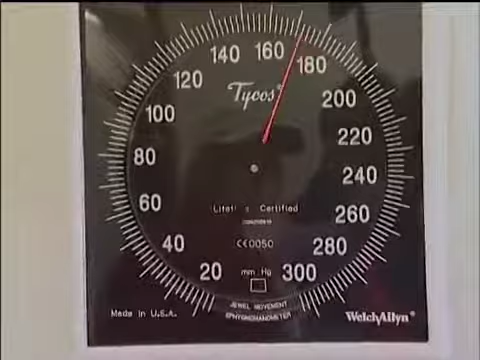 140 160
120 180
Tycos®
100 200
80 220
240
60 260
Certified
CE0050
40 280
mm Hg
20 300
JEWEL MOVEMENT
SPHYGMOMANOMETER
Made in U.S.A. WelchAllyn®